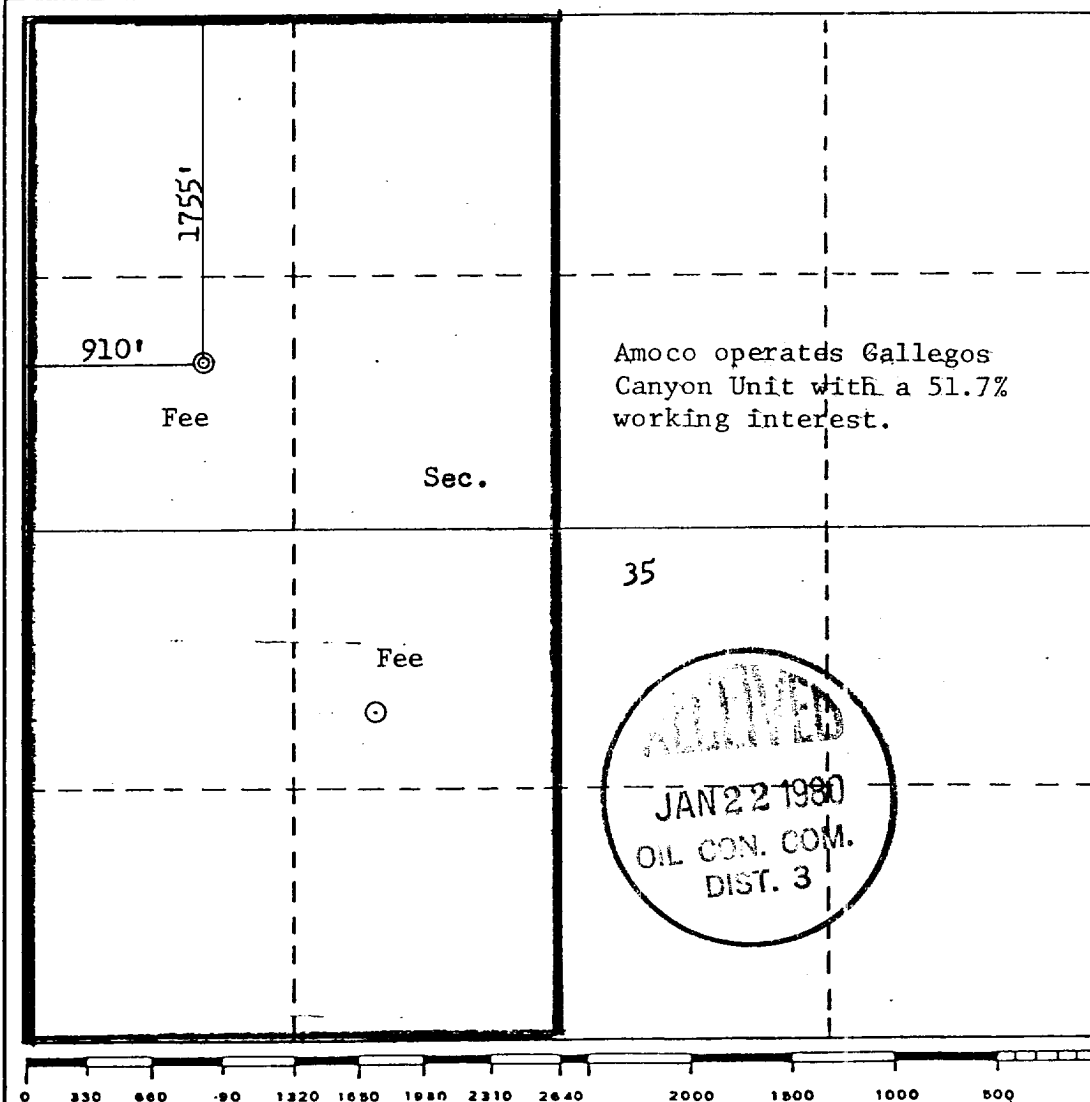 1755'
910'
Fee
Amoco operates Gallegos
Canyon Unit with a 51.7%
working interest.
Sec.
35
Fee
JAN 22 1980
OIL CON. COM.
DIST. 3
0 330 660 90 1320 1650 1980 2310 2640 2000 1500 1000 500